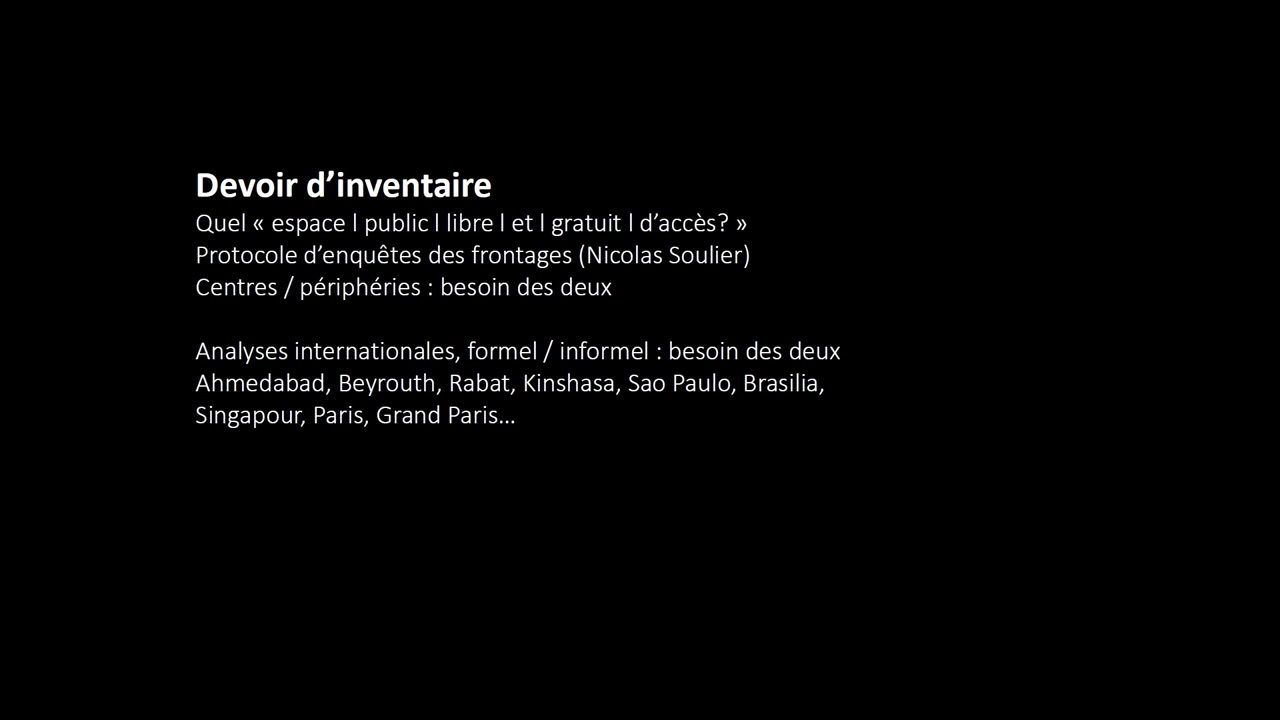 Devoir d’inventaire
Quel « espace l public l libre l et l gratuit l d’accès? »
Protocole d’enquêtes des frontages (Nicolas Soulier)
Centres / périphéries : besoin des deux
Analyses internationales, formel / informel : besoin des deux
Ahmedabad, Beyrouth, Rabat, Kinshasa, Sao Paulo, Brasilia,
Singapour, Paris, Grand Paris…